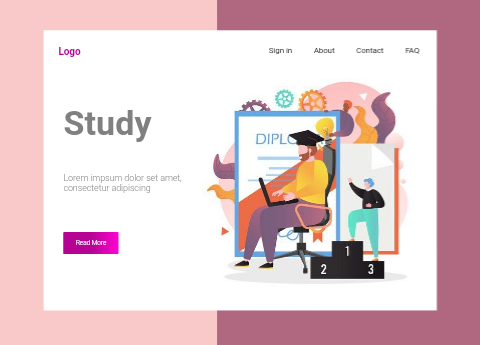 Logo
Sign in
About
Contact
FAQ
Study
Lorem impsum dolor set amet,
consectetur adipiscing
Read More
DIPLO
1
2
3